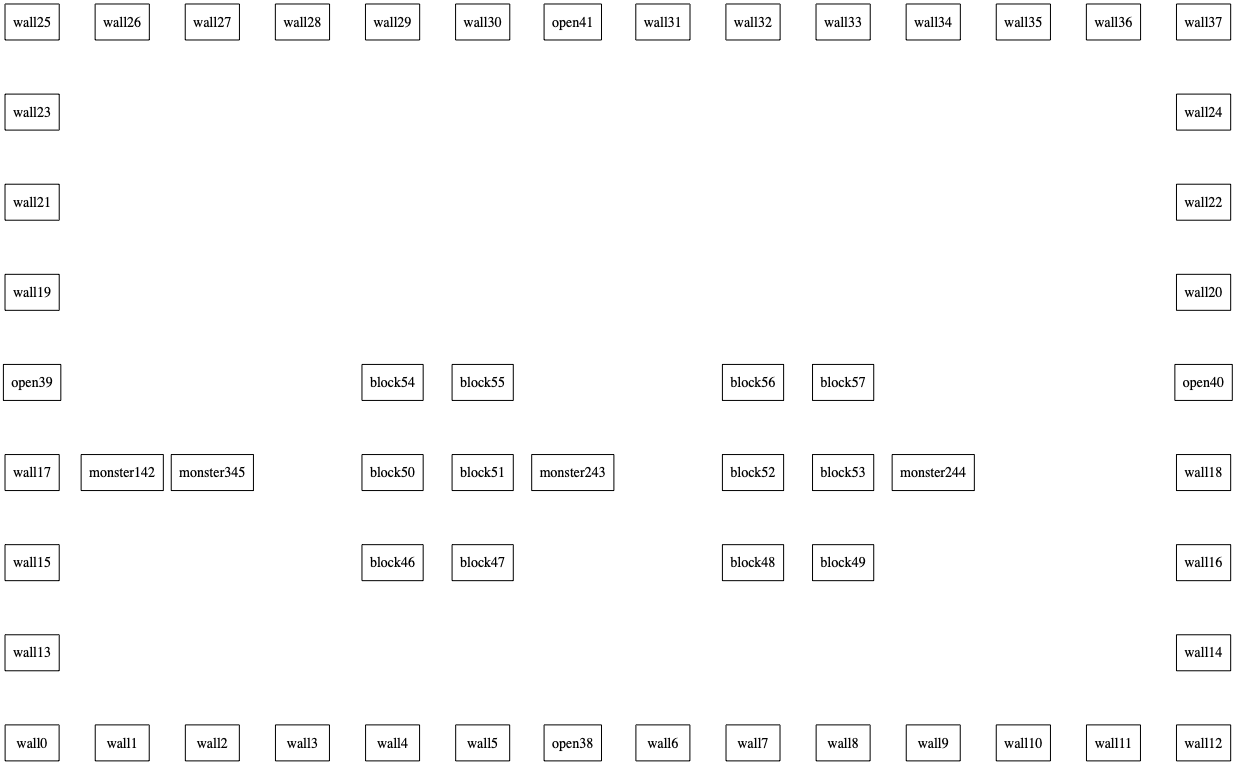 wall25 wall26 wall27 wall28 wall29 wall30 open41 wall31 wall32 wall33 wall34 wall35 wall36 wall37
wall23 wall24
wall21 wall22
wall19 wall20
open39 block54 block55 block56 block57 open40
wall17 monster142 monster345 block50 block51 monster243 block52 block53 monster244 wall18
wall15 block46 block47 block48 block49 wall16
wall13 wall14
wall0 wall1 wall2 wall3 wall4 wall5 open38 wall6 wall7 wall8 wall9 wall10 wall11 wall12